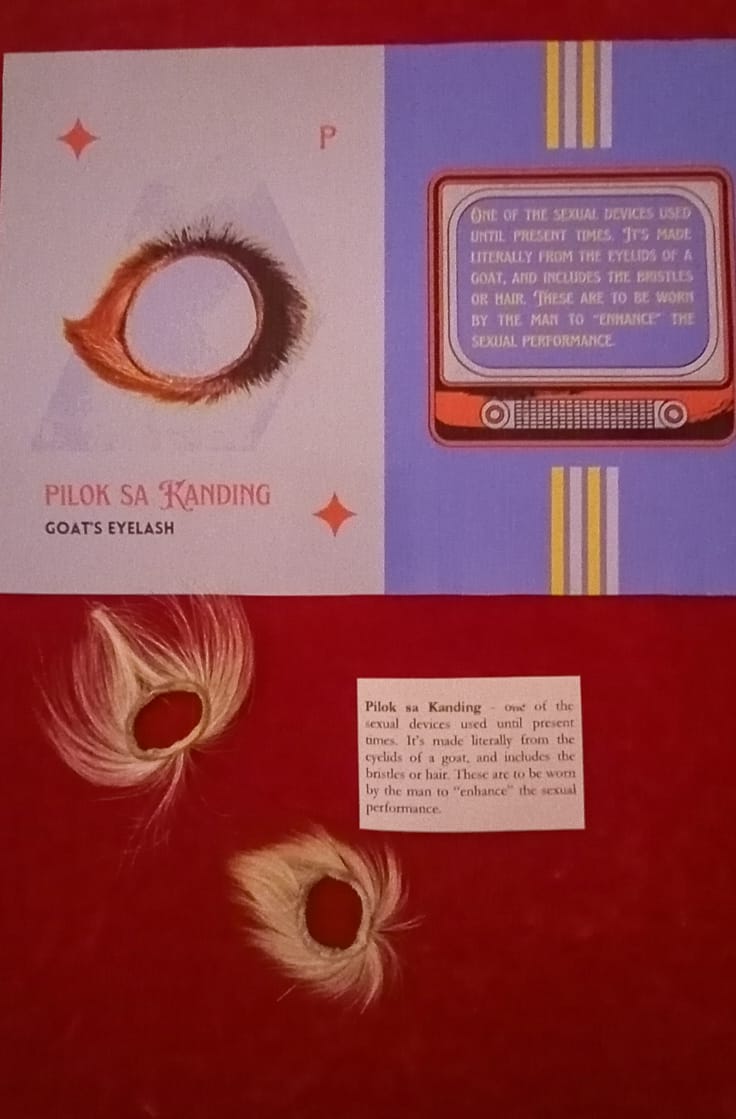 P
PILOK SA KANDING
GOAT'S EYELASH
ONE OF THE SEXUAL DEVICES USED
UNTIL PRESENT TIMES. IT'S MADE
LITERALLY FROM THE EYELIDS OF A
GOAT, AND INCLUDES THE BRISTLES
OR HAIR. THESE ARE TO BE WORN
BY THE MAN TO "ENHANCE" THE
SEXUAL PERFORMANCE.
Pilok sa Kanding - one of the
sexual devices used until present
times. It's made literally from the
eyelids of a goat, and includes the
bristles or hair. These are to be worn
by the man to "enhance" the sexual
performance.